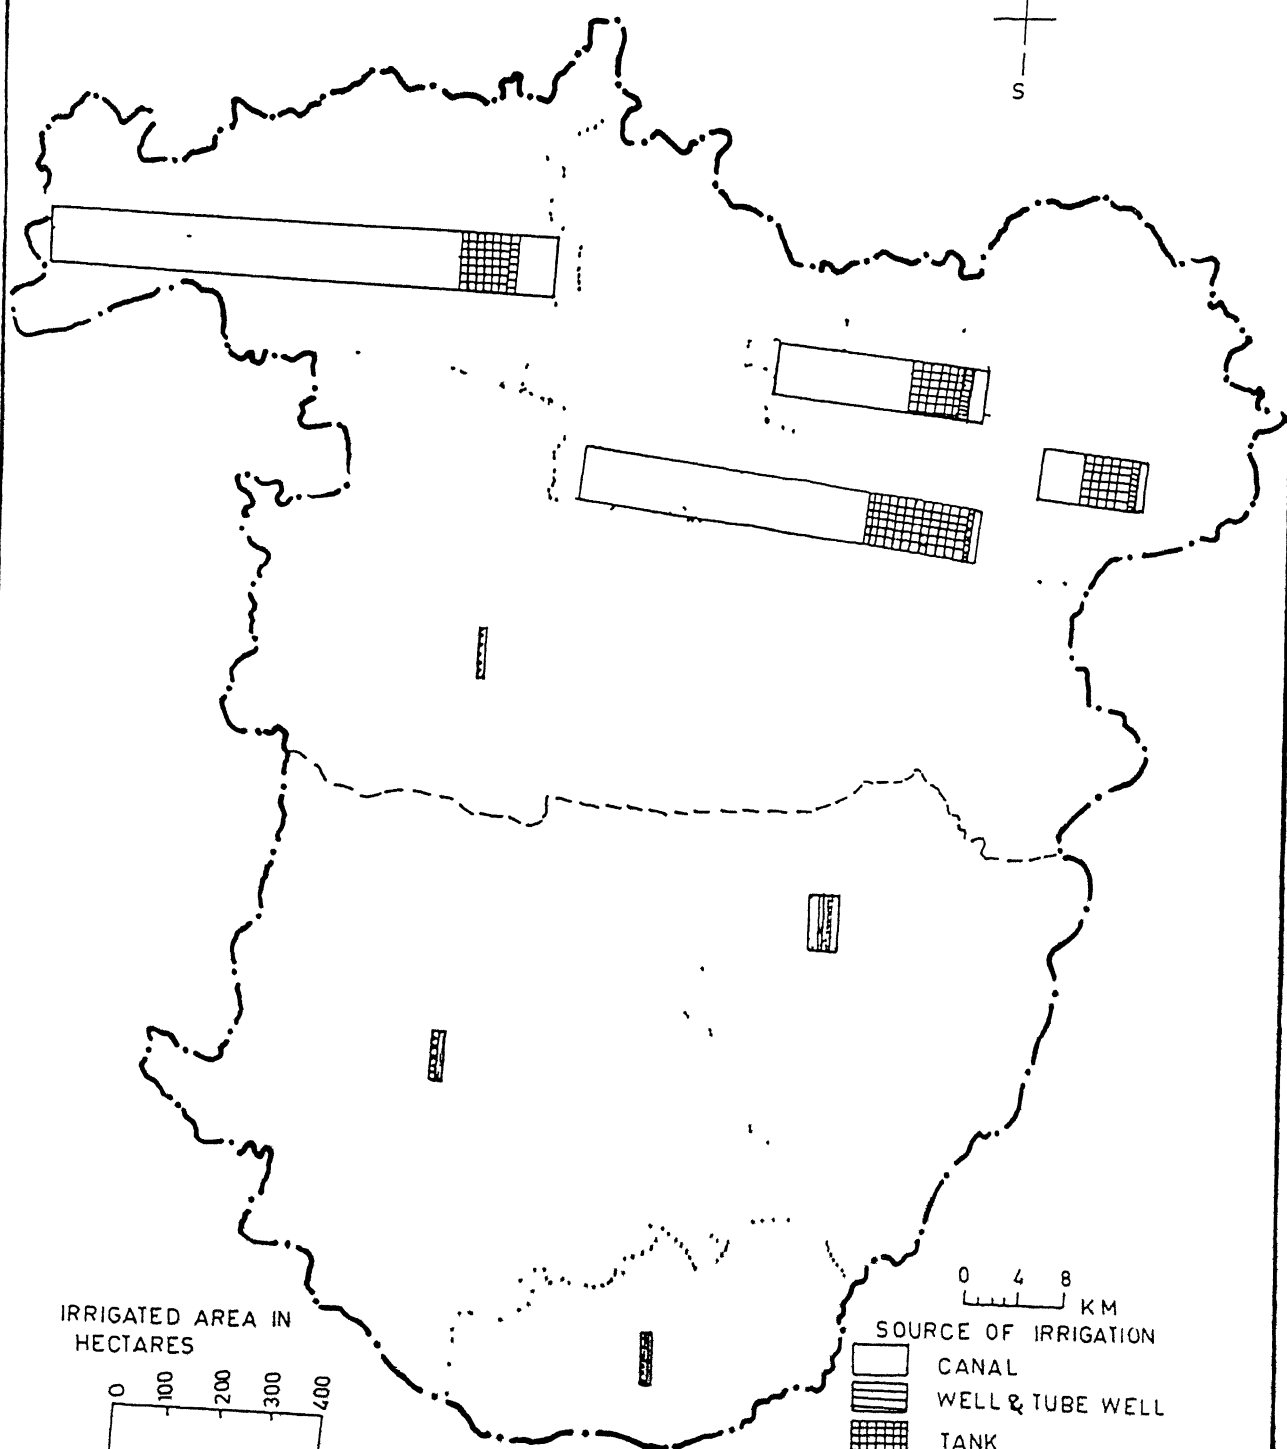 S
0 4 8
KM
IRRIGATED AREA IN
HECTARES
0 100 200 300 400
SOURCE OF IRRIGATION
CANAL
WELL & TUBE WELL
TANK